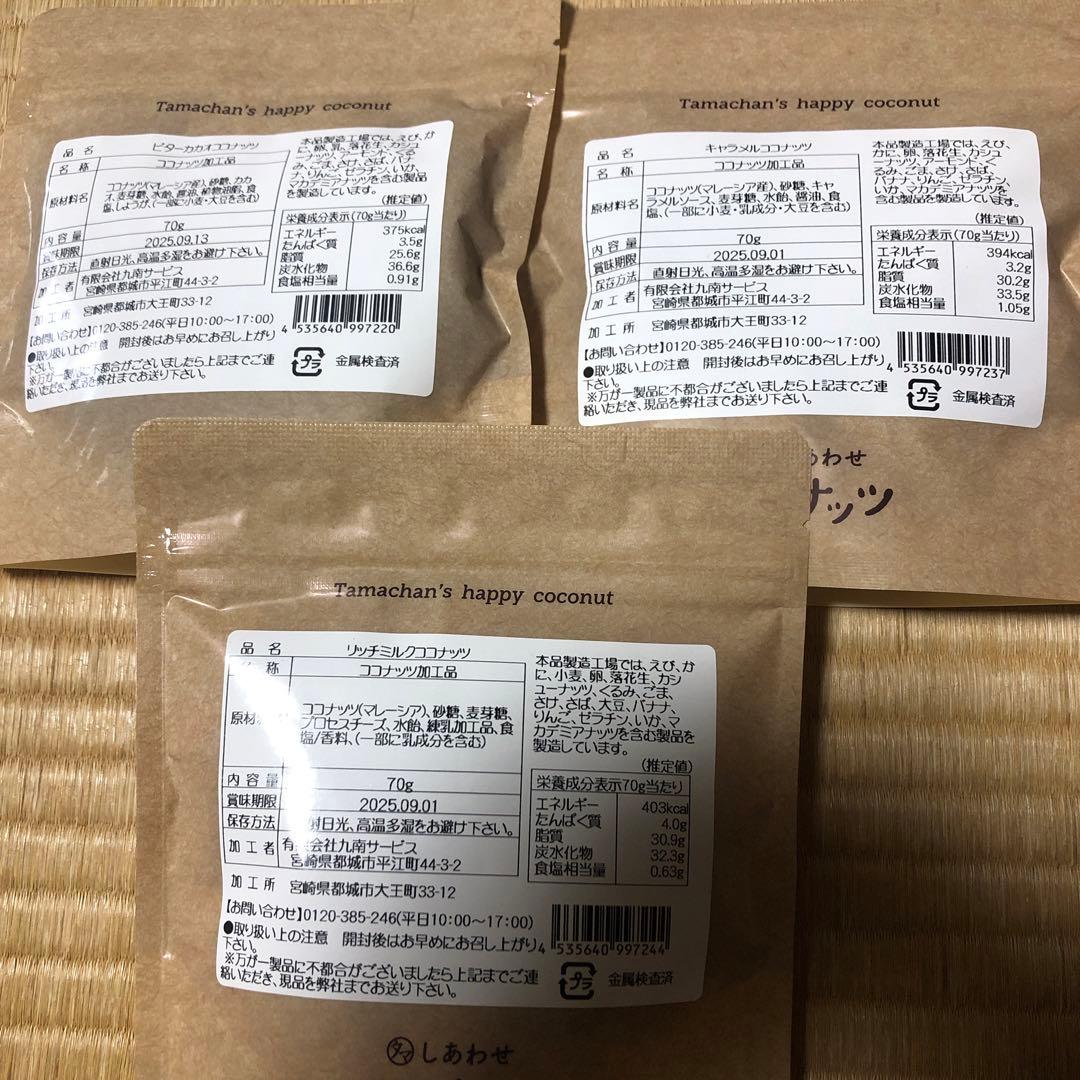 Tamachan's happy coconut
品名 ビターカカオココナッツ
名称 ココナッツ加工品
原材料名 ココナッツ(マレーシア産)、砂糖、カカ
オ、麦芽糖、水飴、醤油、植物油脂、食
塩、しょうが、(一部に小麦・大豆を含む)
内容量 70g
賞味期限 2025.09.13
保存方法 直射日光、高温多湿をお避け下さい。
加工者 有限会社九南サービス
宮崎県都城市平江町44-3-2
加工所 宮崎県都城市大王町33-12
【お問い合わせ】0120-385-246(平日10:00～17:00)
●取り扱い上の注意 開封後はお早めにお召し上がり
下さい。
※万が一製品に不都合がございましたら上記までご連
絡いただき、現品を弊社までお送り下さい。
本品製造工場では、えび、か
に、卵、乳、落花生、カシュ
ーナッツ、アーモンド、くる
み、ごま、さけ、さば、バナ
ナ、りんご、ゼラチン、いか、
マカデミアナッツを含む製品
を製造しています。
(推定値)
栄養成分表示(70g当たり)
エネルギー 375kcal
たんぱく質 3.5g
脂質 25.6g
炭水化物 36.6g
食塩相当量 0.91g
4 535640 997220
プラ 金属検査済
Tamachan's happy coconut
品名 キャラメルココナッツ
名称 ココナッツ加工品
原材料名 ココナッツ(マレーシア産)、砂糖、キャ
ラメルソース、麦芽糖、水飴、醤油、食
塩、(一部に小麦・乳成分・大豆を含む)
内容量 70g
賞味期限 2025.09.01
保存方法 直射日光、高温多湿をお避け下さい。
加工者 有限会社九南サービス
宮崎県都城市平江町44-3-2
加工所 宮崎県都城市大王町33-12
【お問い合わせ】0120-385-246(平日10:00～17:00)
●取り扱い上の注意 開封後はお早めにお召し上がり
下さい。
※万が一製品に不都合がございましたら上記までご連
絡いただき、現品を弊社までお送り下さい。
本品製造工場では、えび、
かに、卵、落花生、カシュ
ーナッツ、アーモンド、く
るみ、ごま、さけ、さば、
バナナ、りんご、ゼラチン、
いか、マカデミアナッツを
含む製品を製造しています。
(推定値)
栄養成分表示(70g当たり)
エネルギー 394kcal
たんぱく質 3.2g
脂質 30.2g
炭水化物 33.5g
食塩相当量 1.05g
4 535640 997237
プラ 金属検査済
あわせ
ナッツ
Tamachan's happy coconut
品名 リッチミルクココナッツ
称 ココナッツ加工品
原材 ココナッツ(マレーシア)、砂糖、麦芽糖、
プロセスチーズ、水飴、練乳加工品、食
塩/香料、(一部に乳成分を含む)
内容量 70g
賞味期限 2025.09.01
保存方法 射日光、高温多湿をお避け下さい。
加工者 有 会社九南サービス
宮崎県都城市平江町44-3-2
加工所 宮崎県都城市大王町33-12
【お問い合わせ】0120-385-246(平日10:00～17:00)
●取り扱い上の注意 開封後はお早めにお召し上がり
下さい。
※万が一製品に不都合がございましたら上記までご連
絡いただき、現品を弊社までお送り下さい。
本品製造工場では、えび、か
に、小麦、卵、落花生、カシ
ューナッツ、くるみ、ごま、
さけ、さば、大豆、バナナ、
りんご、ゼラチン、いか、マ
カデミアナッツを含む製品を
製造しています。
(推定値)
栄養成分表示70g当たり)
エネルギー 403kcal
たんぱく質 4.0g
脂質 30.9g
炭水化物 32.3g
食塩相当量 0.63g
4 535640 997244
プラ 金属検査済
タマ しあわせ